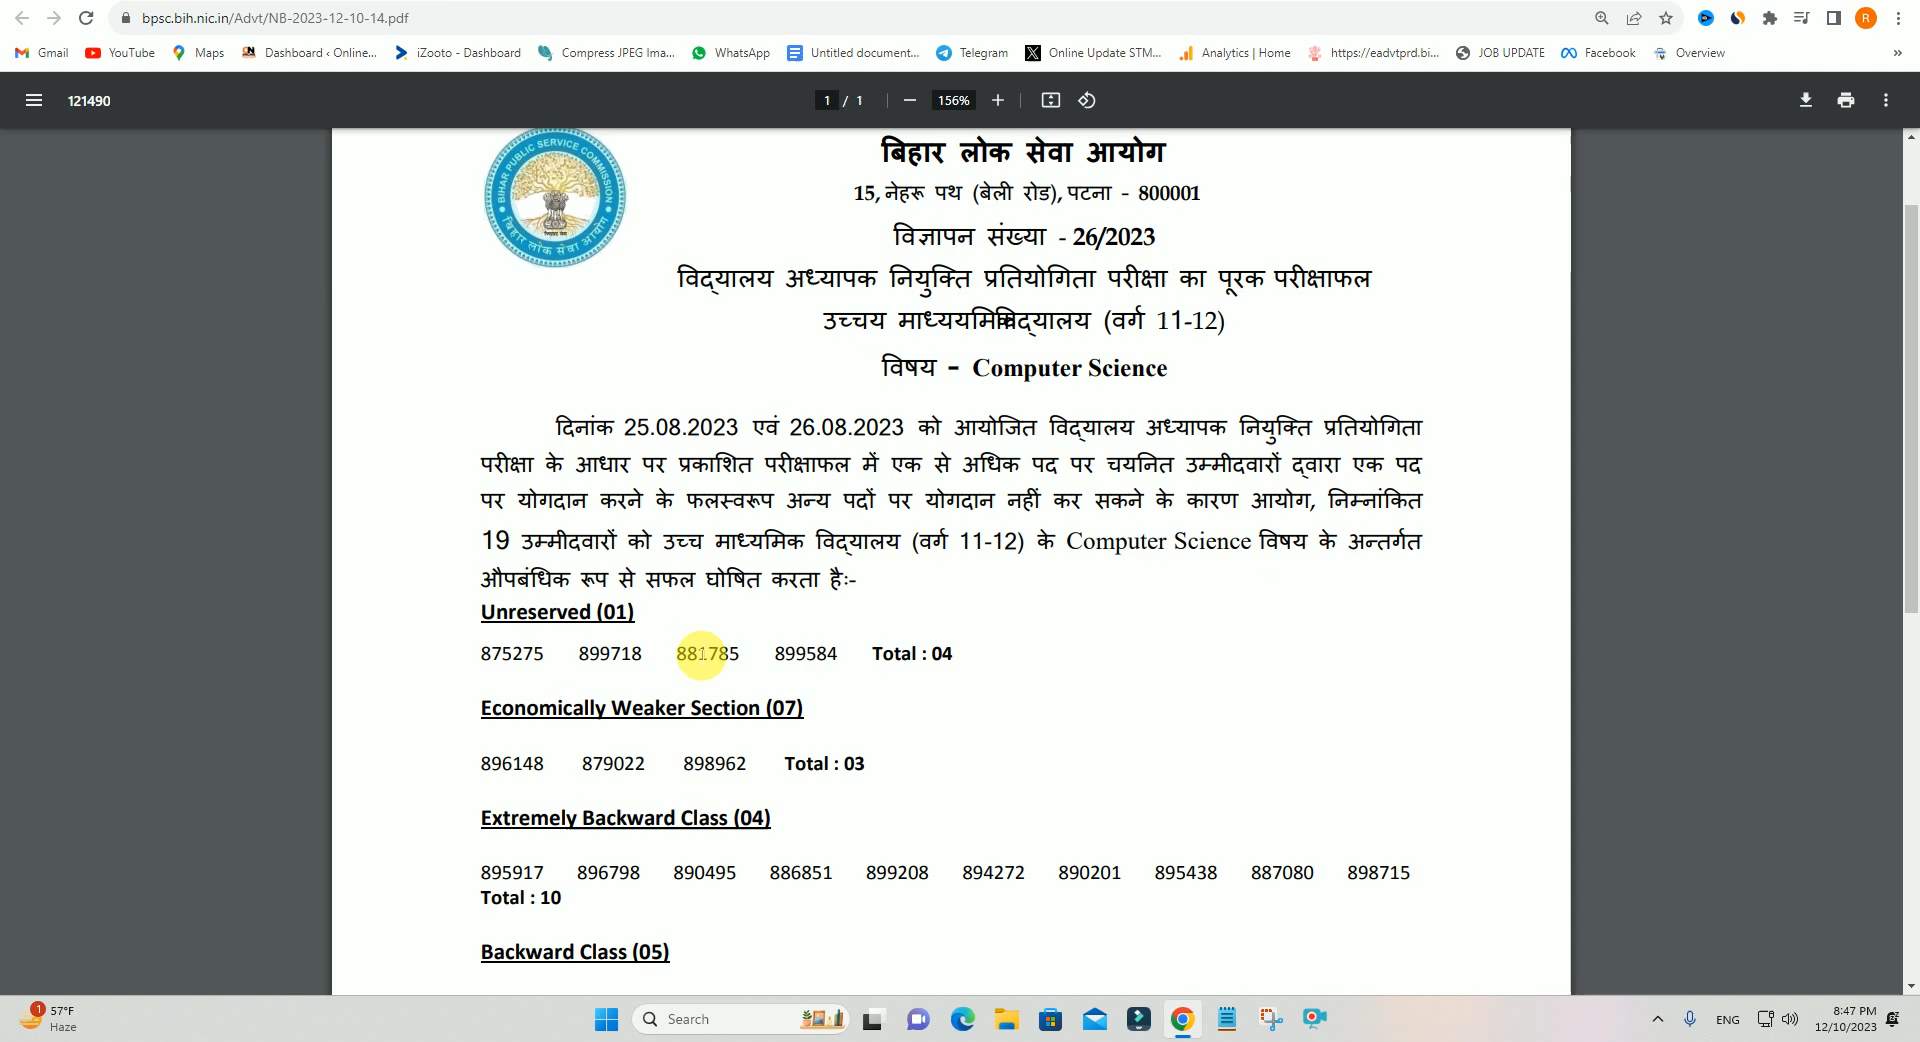 bpsc.bih.nic.in/Advt/NB-2023-12-10-14.pdf
R
Gmail YouTube Maps Dashboard ‹ Online... iZooto - Dashboard Compress JPEG Ima... WhatsApp Untitled document... Telegram Online Update STM... Analytics | Home https://eadvtprd.bi... JOB UPDATE Facebook Overview »
121490 1 / 1 156%
BIHAR PUBLIC SERVICE COMMISSION
बिहार लोक सेवा आयोग
बिहार लोक सेवा आयोग
15, नेहरू पथ (बेली रोड), पटना - 800001
विज्ञापन संख्या - 26/2023
विद्यालय अध्यापक नियुक्ति प्रतियोगिता परीक्षा का पूरक परीक्षाफल
उच्चय माध्ययमिक विद्यालय (वर्ग 11-12)
विषय - Computer Science
दिनांक 25.08.2023 एवं 26.08.2023 को आयोजित विद्यालय अध्यापक नियुक्ति प्रतियोगिता
परीक्षा के आधार पर प्रकाशित परीक्षाफल में एक से अधिक पद पर चयनित उम्मीदवारों द्वारा एक पद
पर योगदान करने के फलस्वरूप अन्य पदों पर योगदान नहीं कर सकने के कारण आयोग, निम्नांकित
19 उम्मीदवारों को उच्च माध्यमिक विद्यालय (वर्ग 11-12) के Computer Science विषय के अन्तर्गत
औपबंधिक रूप से सफल घोषित करता हैः-
Unreserved (01)
875275 899718 881785 899584 Total : 04
Economically Weaker Section (07)
896148 879022 898962 Total : 03
Extremely Backward Class (04)
895917 896798 890495 886851 899208 894272 890201 895438 887080 898715
Total : 10
Backward Class (05)
1 57°F
Haze
Search
ENG
8:47 PM
12/10/2023